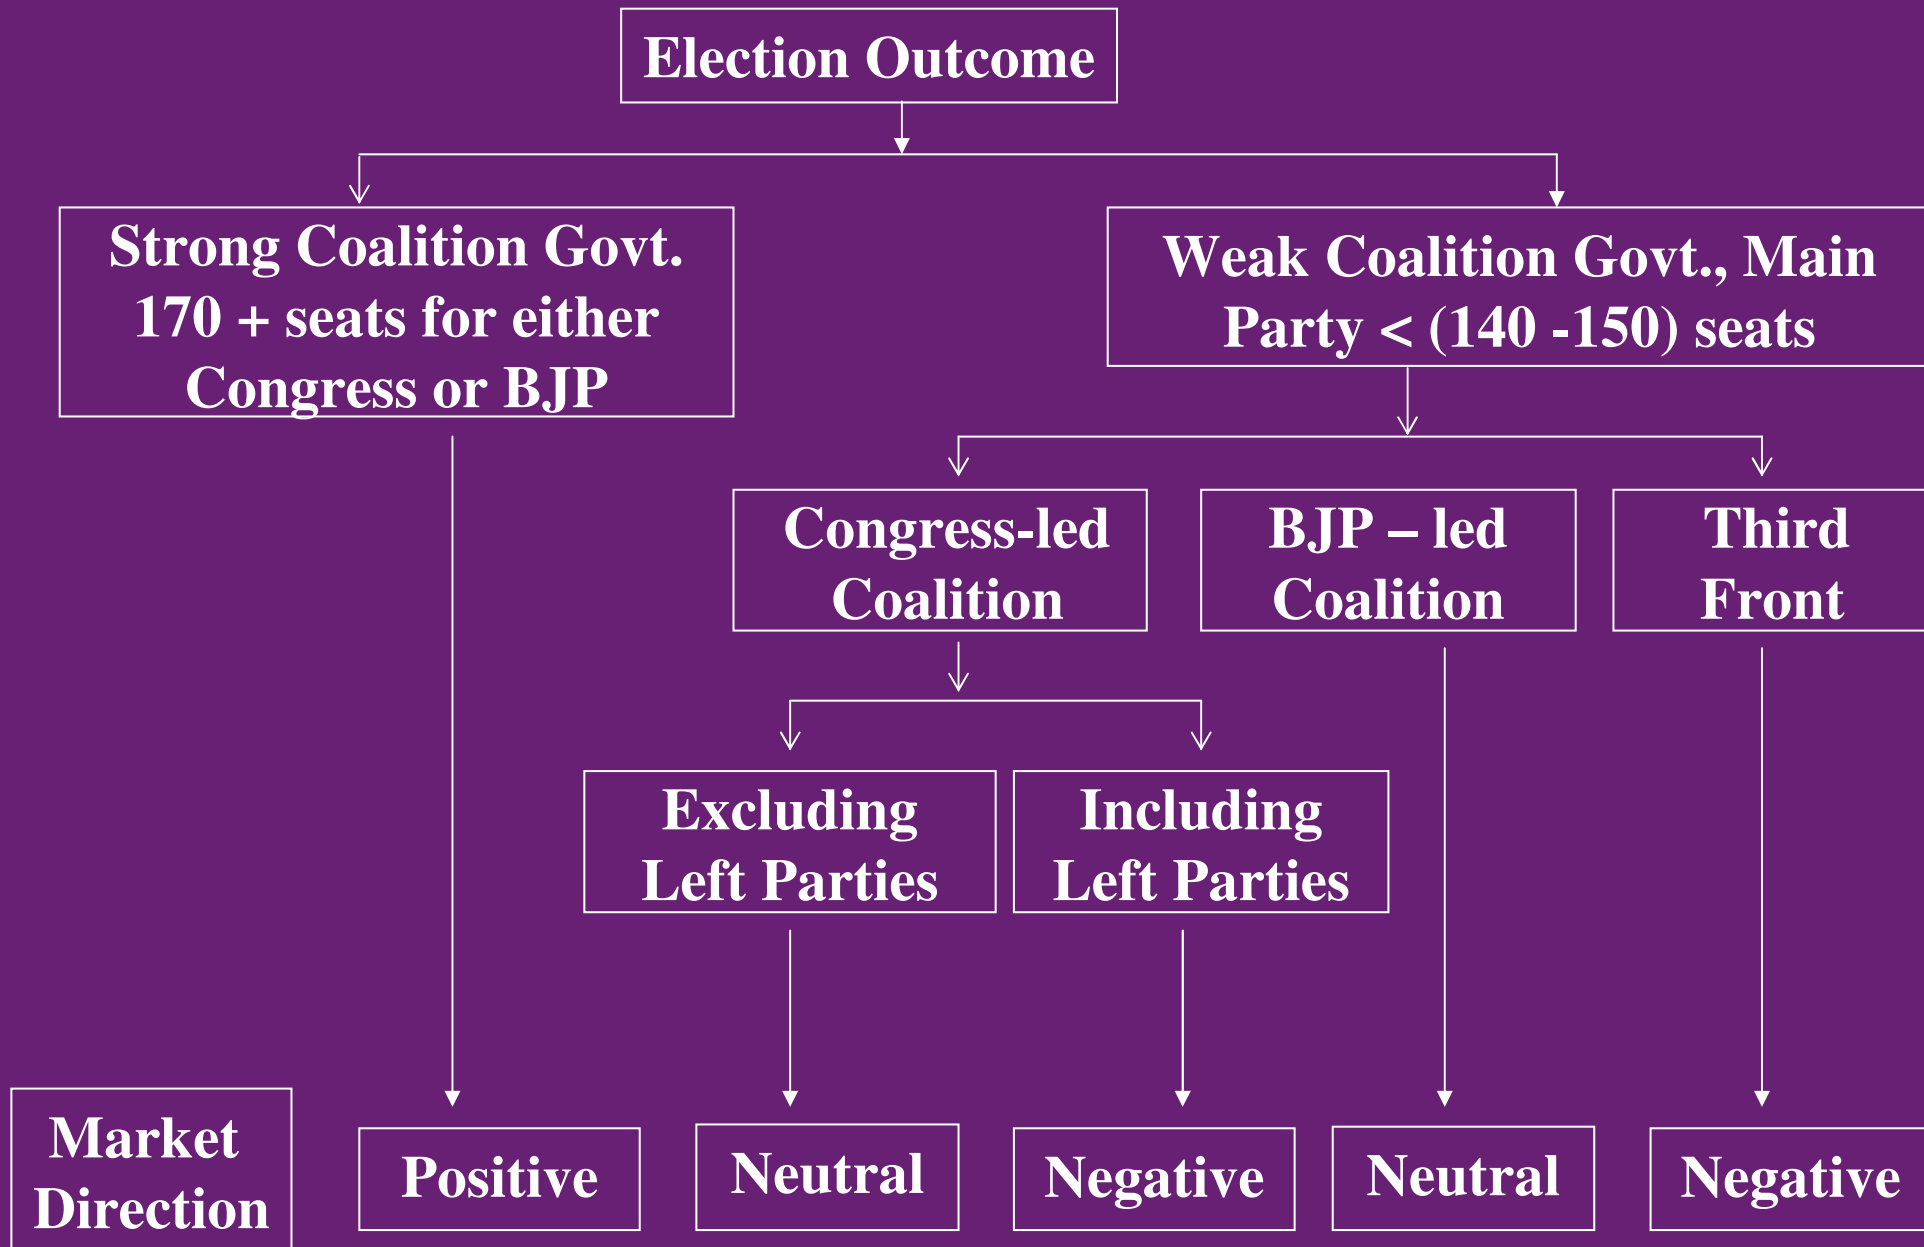 Election Outcome
Strong Coalition Govt.
170 + seats for either
Congress or BJP
Weak Coalition Govt., Main
Party < (140 -150) seats
Congress-led
Coalition
BJP – led
Coalition
Third
Front
Excluding
Left Parties
Including
Left Parties
Market
Direction
Positive
Neutral
Negative
Neutral
Negative